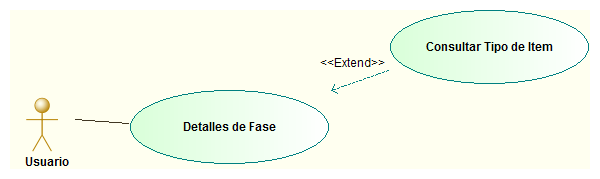 Consultar Tipo de Item
<<Extend>>
Detalles de Fase
Usuario